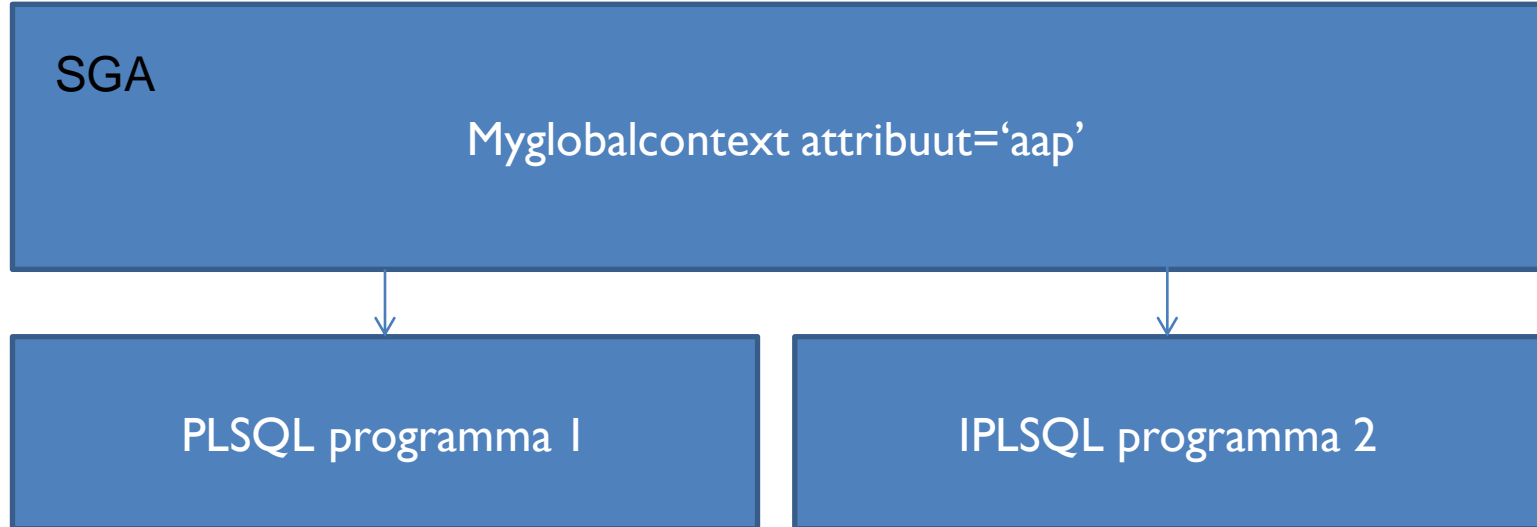 SGA
Myglobalcontext attribuut=‘aap’
PLSQL programma 1
IPLSQL programma 2